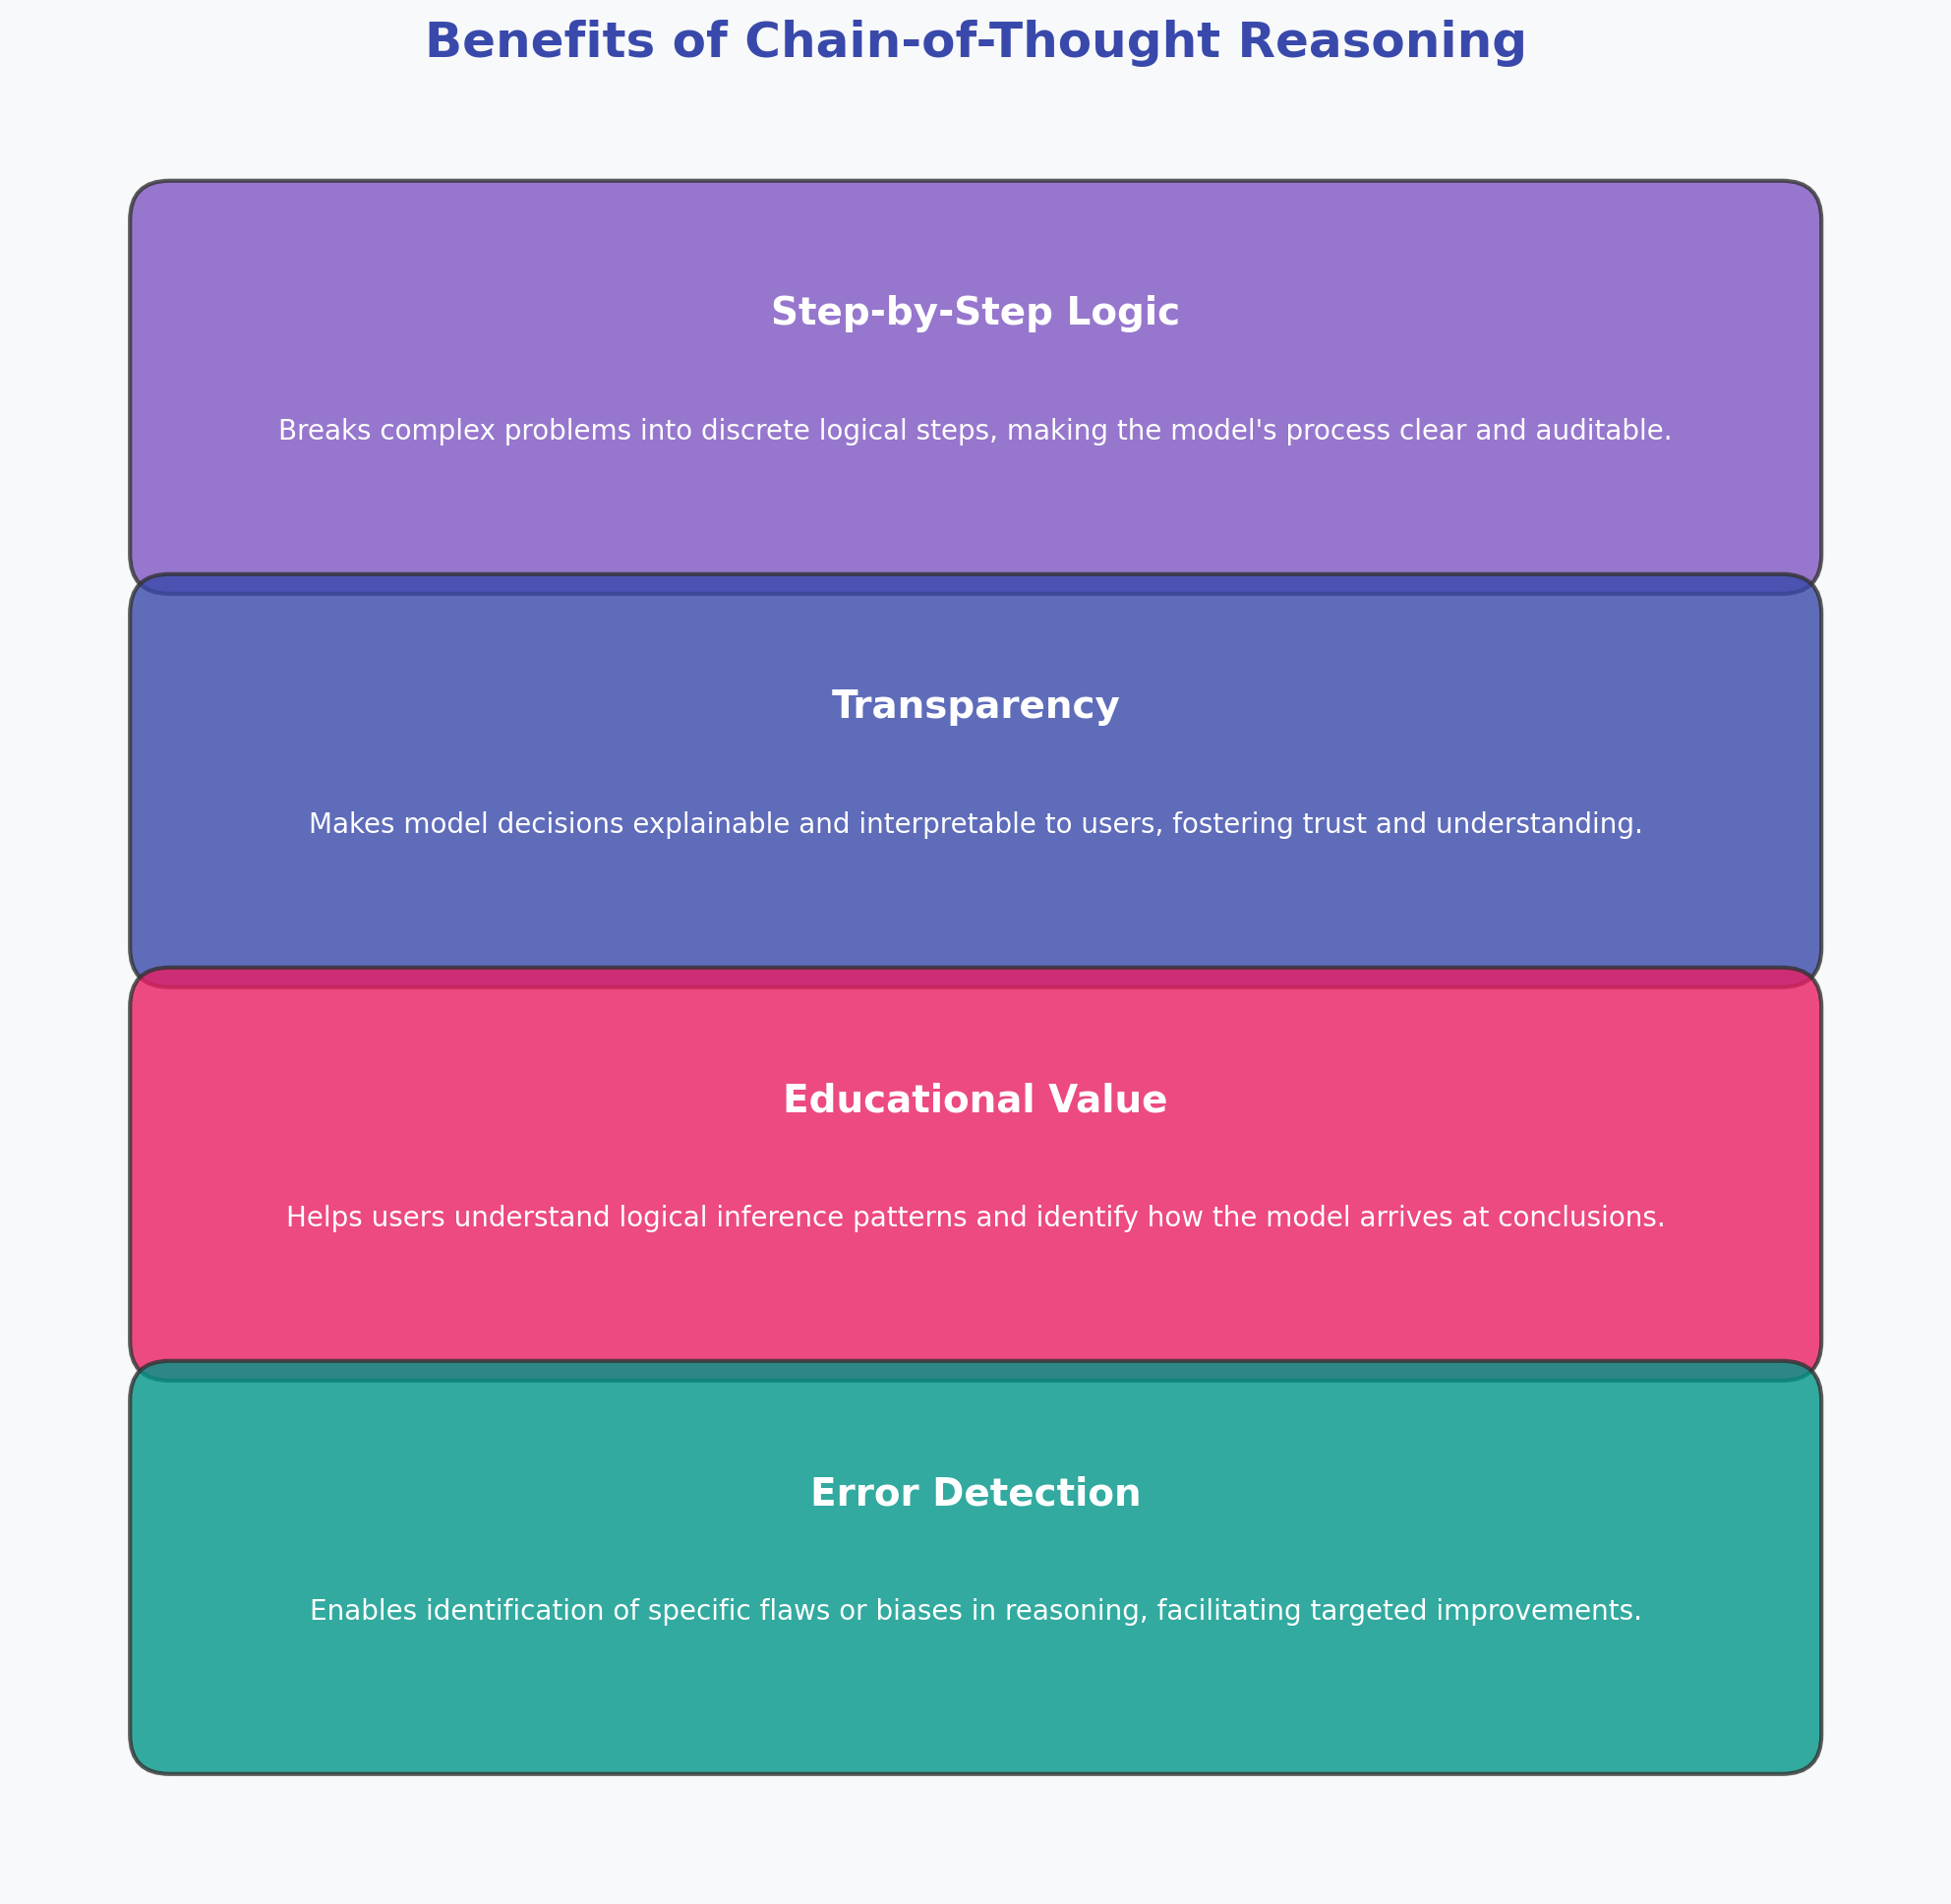 Benefits of Chain-of-Thought Reasoning
Step-by-Step Logic
Breaks complex problems into discrete logical steps, making the model's process clear and auditable.
Transparency
Makes model decisions explainable and interpretable to users, fostering trust and understanding.
Educational Value
Helps users understand logical inference patterns and identify how the model arrives at conclusions.
Error Detection
Enables identification of specific flaws or biases in reasoning, facilitating targeted improvements.